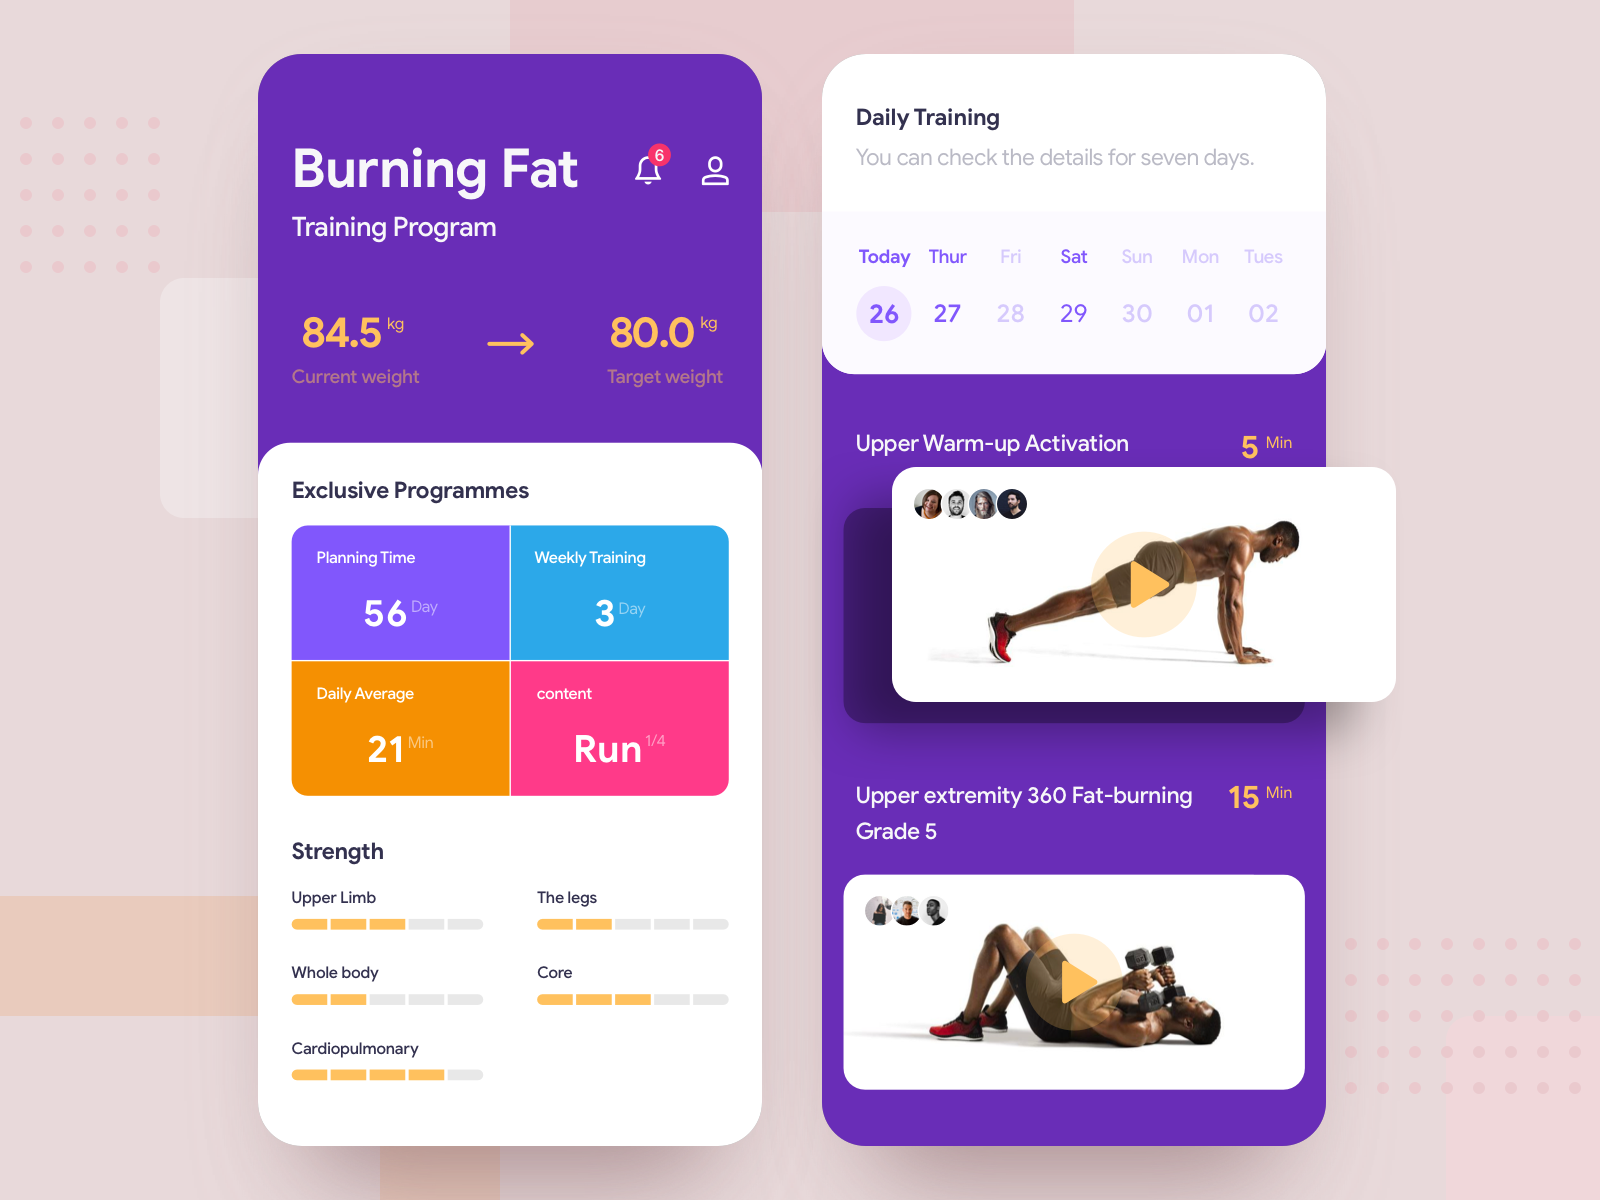 Burning Fat
6
Training Program
84.5 kg
80.0 kg
Current weight
Target weight
Exclusive Programmes
Planning Time
56 Day
Weekly Training
3 Day
Daily Average
21 Min
content
Run 1/4
Strength
Upper Limb
The legs
Whole body
Core
Cardiopulmonary
Daily Training
You can check the details for seven days.
Today Thur Fri Sat Sun Mon Tues
26 27 28 29 30 01 02
Upper Warm-up Activation
5 Min
Upper extremity 360 Fat-burning
Grade 5
15 Min